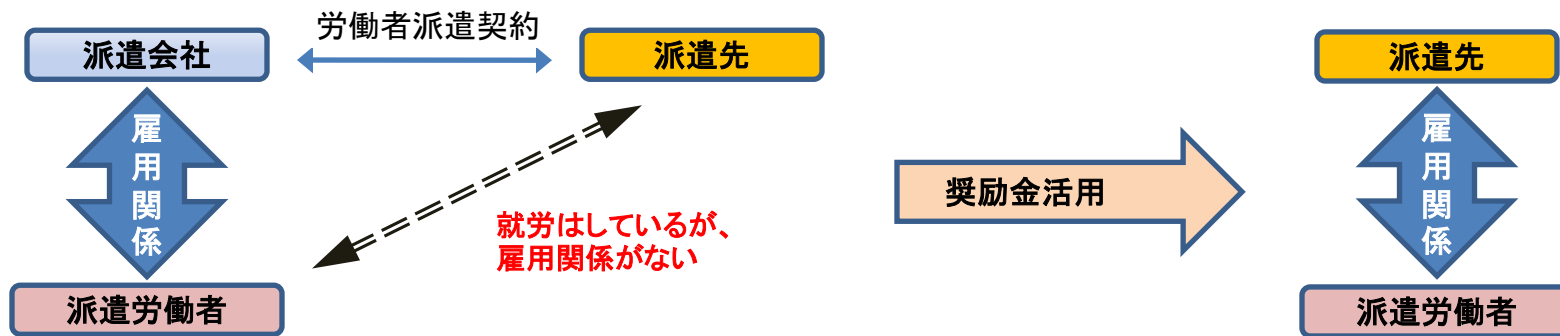 労働者派遣契約
派遣会社
派遣先
雇用関係
就労はしているが、
雇用関係がない
派遣労働者
奨励金活用
派遣先
雇用関係
派遣労働者